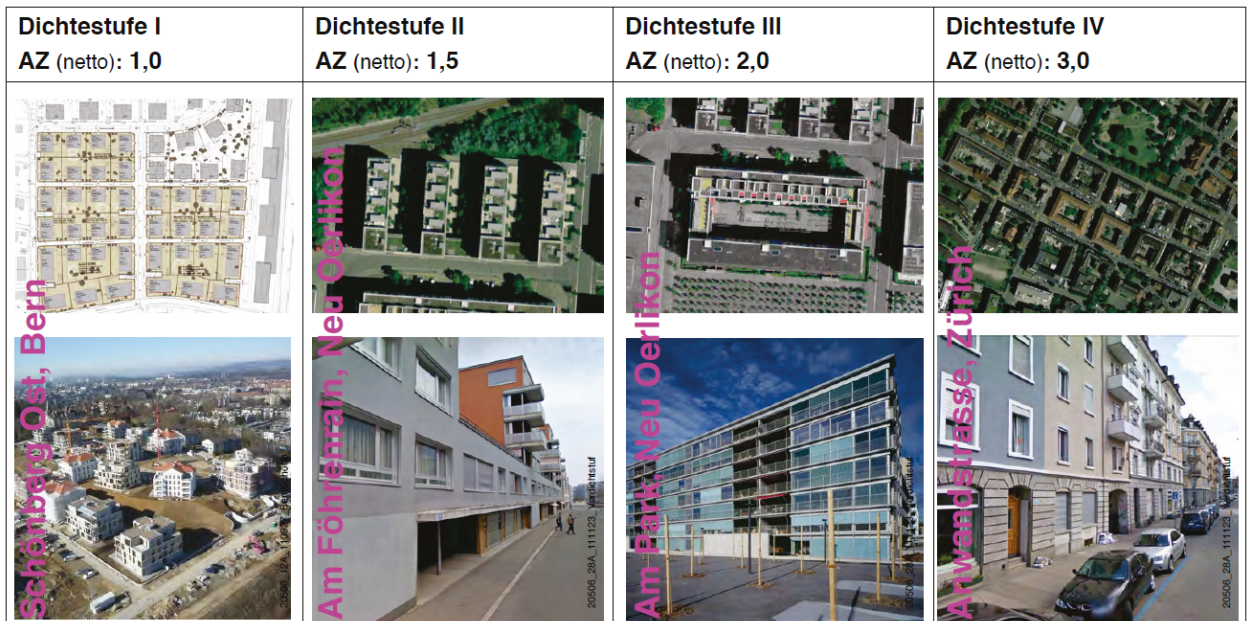 Dichtestufe I
AZ (netto): 1,0
Dichtestufe II
AZ (netto): 1,5
Dichtestufe III
AZ (netto): 2,0
Dichtestufe IV
AZ (netto): 3,0
Schönberg Ost, Bern
Am Föhrenrain, Neu Oerlikon
Am Park, Neu Oerlikon
Anwandstrasse, Zürich